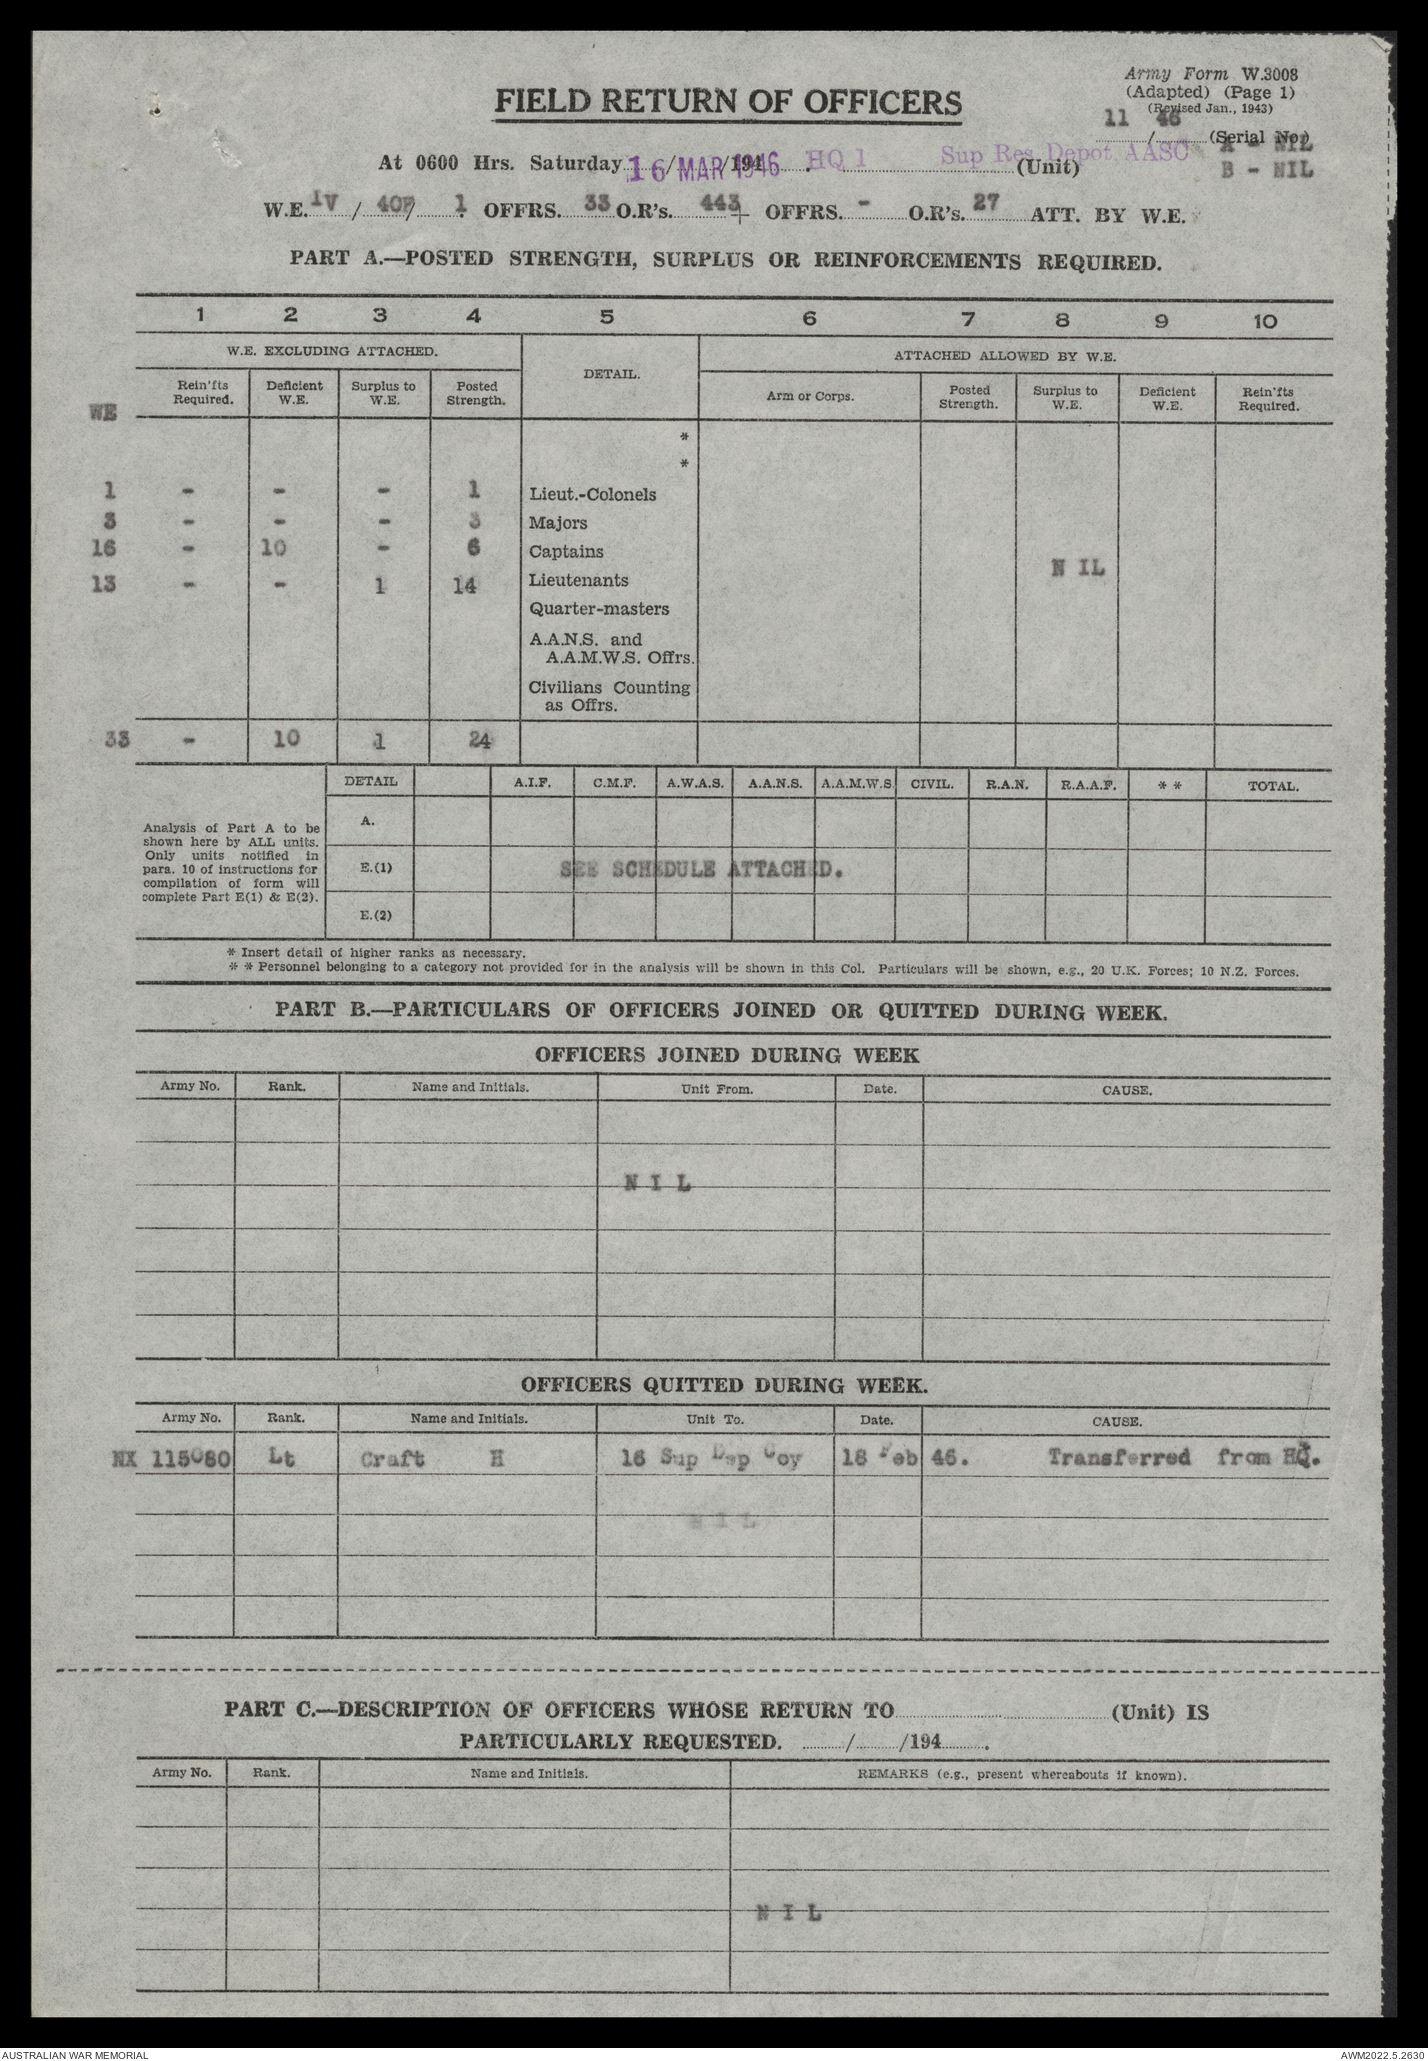 Army Form W.3008
(Adapted) (Page 1)
(Revised Jan., 1943)
FIELD RETURN OF OFFICERS
11 / 46 (Serial No.)
A - NIL
At 0600 Hrs. Saturday 16 MAR 1946 /194 . HQ 1 Sup Res Depot AASC (Unit)
B - NIL
W.E. IV / 40F / 1 . OFFRS. 33 O.R's. 443 + OFFRS. - O.R's. 27 ATT. BY W.E.
PART A.—POSTED STRENGTH, SURPLUS OR REINFORCEMENTS REQUIRED.
1 2 3 4 5 6 7 8 9 10
W.E. EXCLUDING ATTACHED. DETAIL. ATTACHED ALLOWED BY W.E.
WE Rein'fts Required. Deficient W.E. Surplus to W.E. Posted Strength. Arm or Corps. Posted Strength. Surplus to W.E. Deficient W.E. Rein'fts Required.
*
*
1 - - - 1 Lieut.-Colonels
3 - - - 3 Majors
16 - 10 - 6 Captains
N IL
13 - - 1 14 Lieutenants
Quarter-masters
A.A.N.S. and
A.A.M.W.S. Offrs.
Civilians Counting
as Offrs.
33 - 10 1 24
DETAIL A.I.F. C.M.F. A.W.A.S. A.A.N.S. A.A.M.W.S. CIVIL. R.A.N. R.A.A.F. * * TOTAL.
Analysis of Part A to be
shown here by ALL units.
Only units notified in
para. 10 of instructions for
compilation of form will
complete Part E(1) & E(2).
A.
E.(1) SEE SCHEDULE ATTACHED.
E.(2)
* Insert detail of higher ranks as necessary.
* * Personnel belonging to a category not provided for in the analysis will be shown in this Col. Particulars will be shown, e.g., 20 U.K. Forces; 10 N.Z. Forces.
PART B.—PARTICULARS OF OFFICERS JOINED OR QUITTED DURING WEEK.
OFFICERS JOINED DURING WEEK
Army No. Rank. Name and Initials. Unit From. Date. CAUSE.
N I L
OFFICERS QUITTED DURING WEEK.
Army No. Rank. Name and Initials. Unit To. Date. CAUSE.
NX 115080 Lt Craft H 16 Sup Dep Coy 18 Feb 46. Transferred from HQ.
N I L
PART C.—DESCRIPTION OF OFFICERS WHOSE RETURN TO (Unit) IS
PARTICULARLY REQUESTED. / /194 .
Army No. Rank. Name and Initials. REMARKS (e.g., present whereabouts if known).
N I L
AUSTRALIAN WAR MEMORIAL AWM2022.5.2630